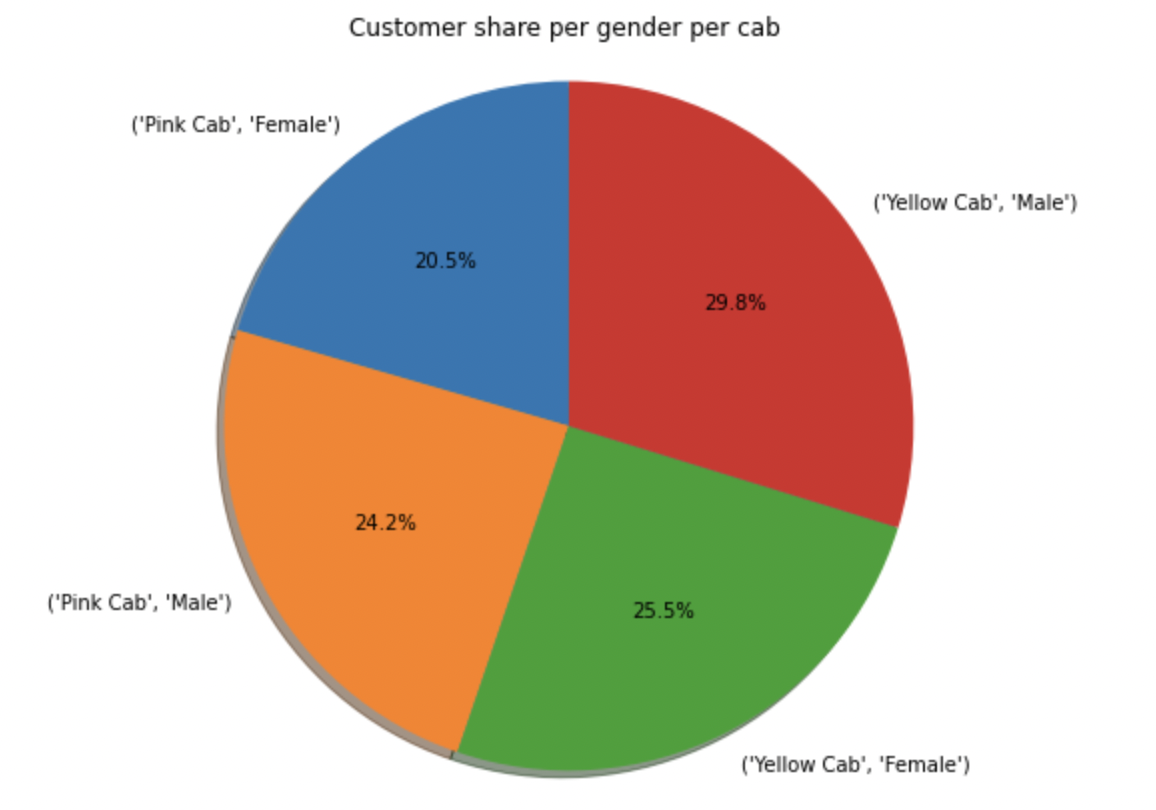 Customer share per gender per cab
('Pink Cab', 'Female')
('Yellow Cab', 'Male')
20.5%
29.8%
24.2%
('Pink Cab', 'Male')
25.5%
('Yellow Cab', 'Female')